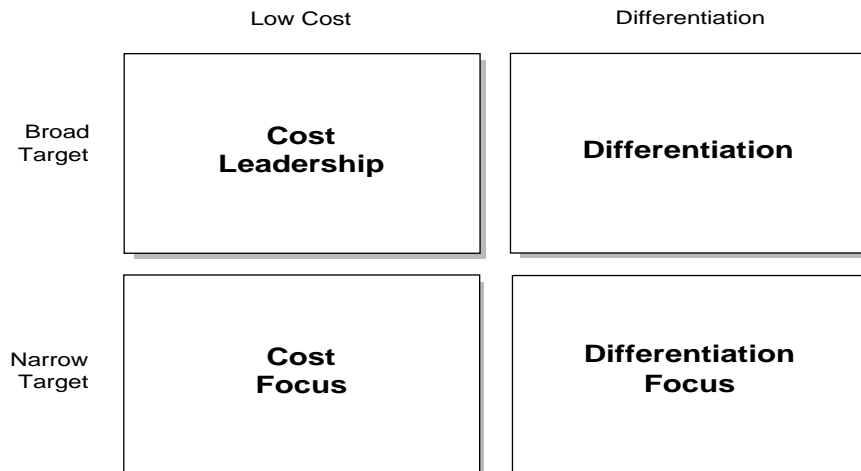 Low Cost
Differentiation
Broad
Target
Cost
Leadership
Differentiation
Narrow
Target
Cost
Focus
Differentiation
Focus